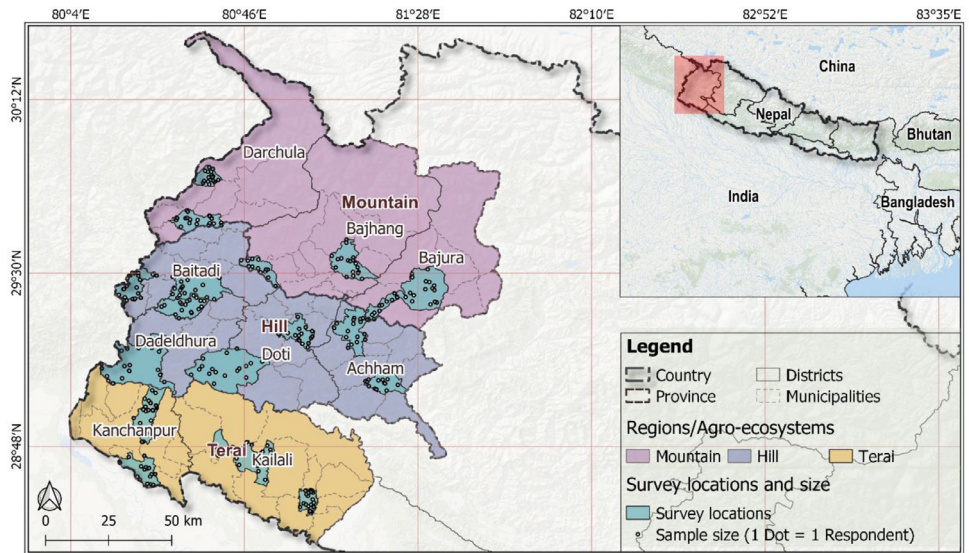 80°4′E 80°46′E 81°28′E 82°10′E 82°52′E 83°35′E
30°12′N
29°30′N
28°48′N
Darchula
Mountain
Bajhang
Bajura
Baitadi
Hill
Dadeldhura
Doti
Achham
Kanchanpur
Terai
Kailali
0 25 50 km
China
Nepal
Bhutan
India
Bangladesh
Legend
Country Districts
Province Municipalities
Regions/Agro-ecosystems
Mountain Hill Terai
Survey locations and size
Survey locations
Sample size (1 Dot = 1 Respondent)